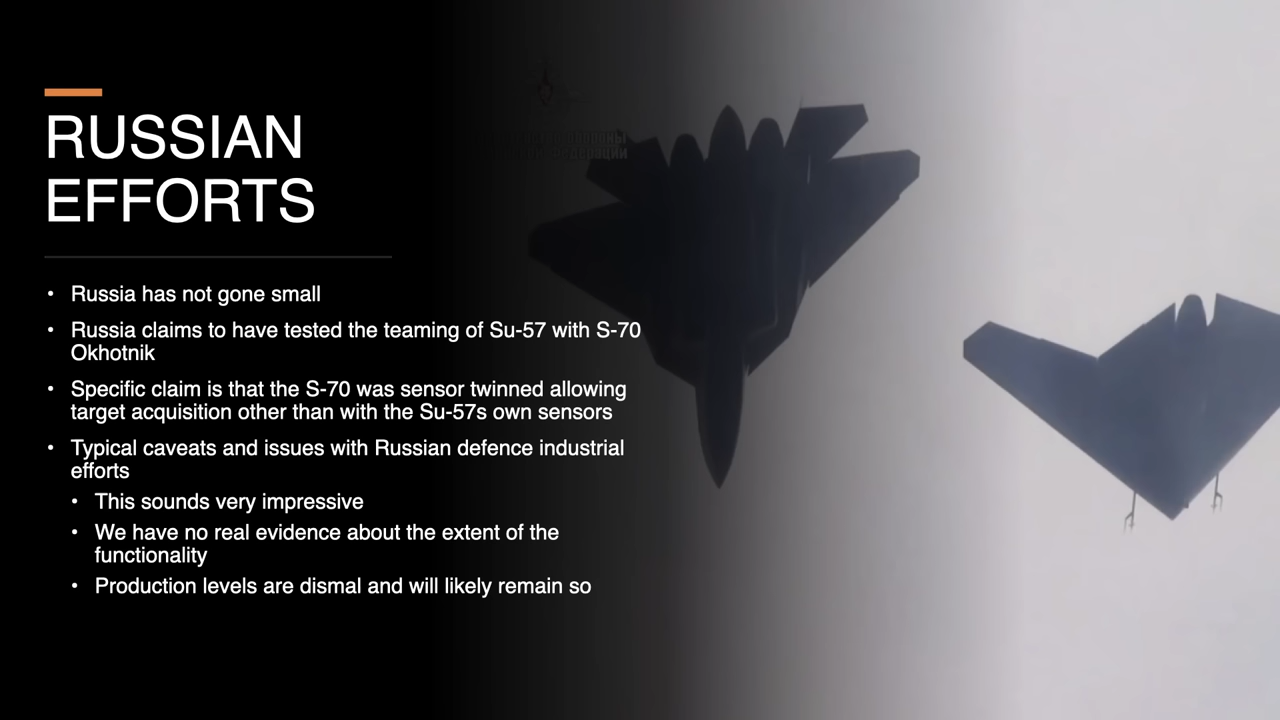 RUSSIAN
EFFORTS
• Russia has not gone small
• Russia claims to have tested the teaming of Su-57 with S-70
Okhotnik
• Specific claim is that the S-70 was sensor twinned allowing
target acquisition other than with the Su-57s own sensors
• Typical caveats and issues with Russian defence industrial
efforts
• This sounds very impressive
• We have no real evidence about the extent of the
functionality
• Production levels are dismal and will likely remain so